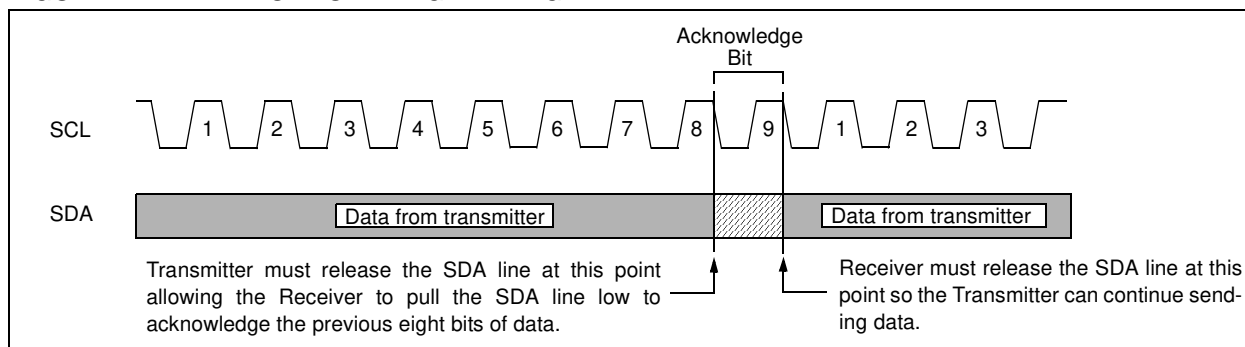 Acknowledge
Bit
SCL 1 2 3 4 5 6 7 8 9 1 2 3
SDA Data from transmitter Data from transmitter
Transmitter must release the SDA line at this point
allowing the Receiver to pull the SDA line low to
acknowledge the previous eight bits of data.
Receiver must release the SDA line at this
point so the Transmitter can continue send-
ing data.